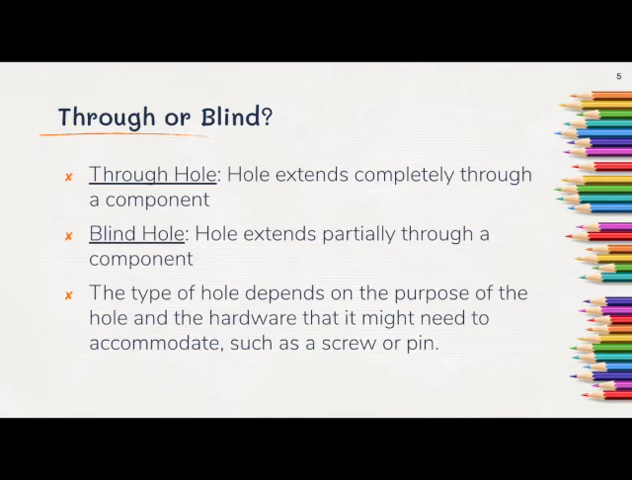 5
Through or Blind?
✘ Through Hole: Hole extends completely through
a component
✘ Blind Hole: Hole extends partially through a
component
✘ The type of hole depends on the purpose of the
hole and the hardware that it might need to
accommodate, such as a screw or pin.